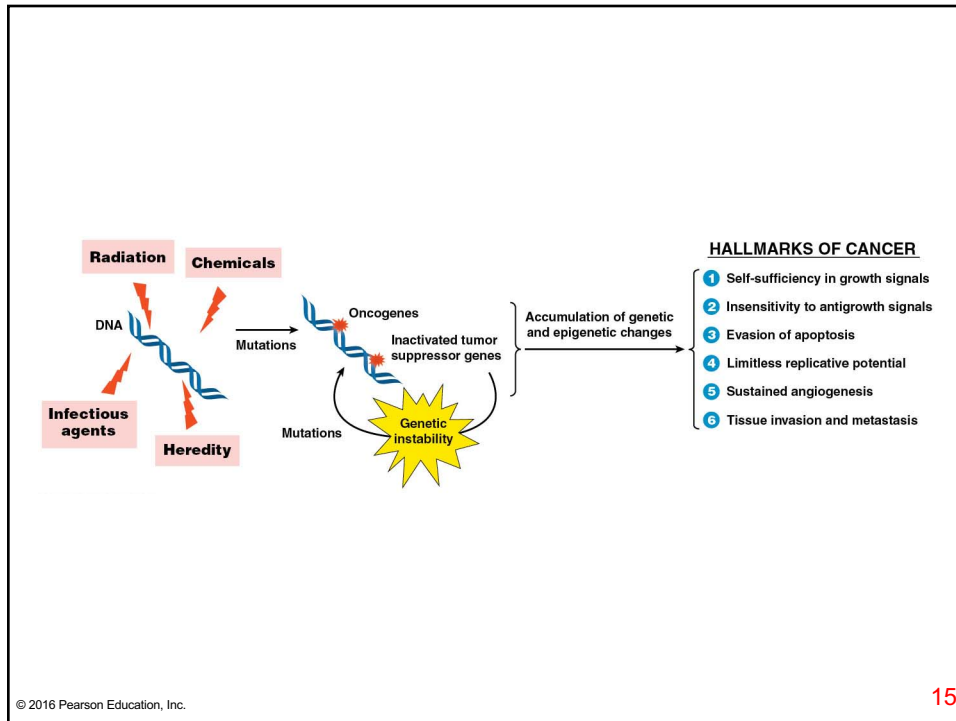 Radiation
Chemicals
DNA
Infectious
agents
Heredity
Mutations
Oncogenes
Inactivated tumor
suppressor genes
Mutations
Genetic
instability
Accumulation of genetic
and epigenetic changes
HALLMARKS OF CANCER
1 Self-sufficiency in growth signals
2 Insensitivity to antigrowth signals
3 Evasion of apoptosis
4 Limitless replicative potential
5 Sustained angiogenesis
6 Tissue invasion and metastasis
© 2016 Pearson Education, Inc.
15